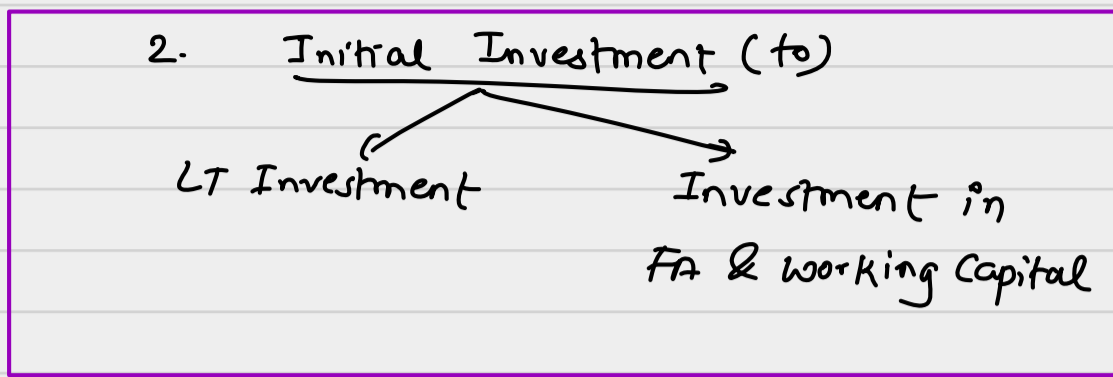 2. Initial Investment (to)
LT Investment
Investment in
FA & Working Capital